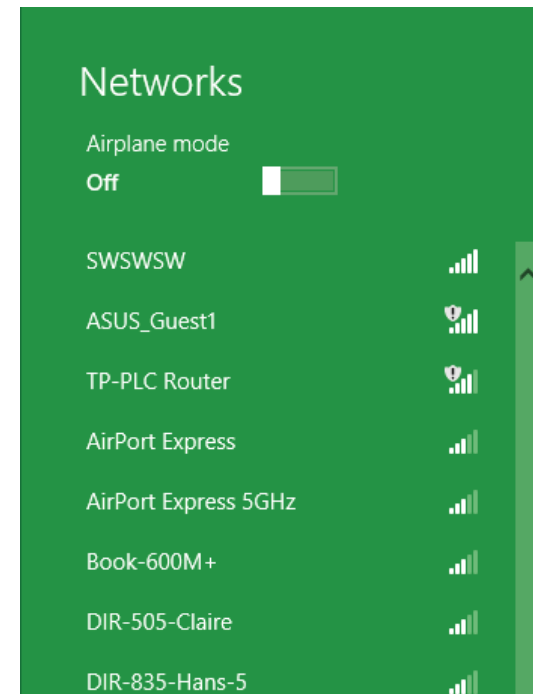 Networks
Airplane mode
Off
SWSWSW
ASUS_Guest1
TP-PLC Router
AirPort Express
AirPort Express 5GHz
Book-600M+
DIR-505-Claire
DIR-835-Hans-5